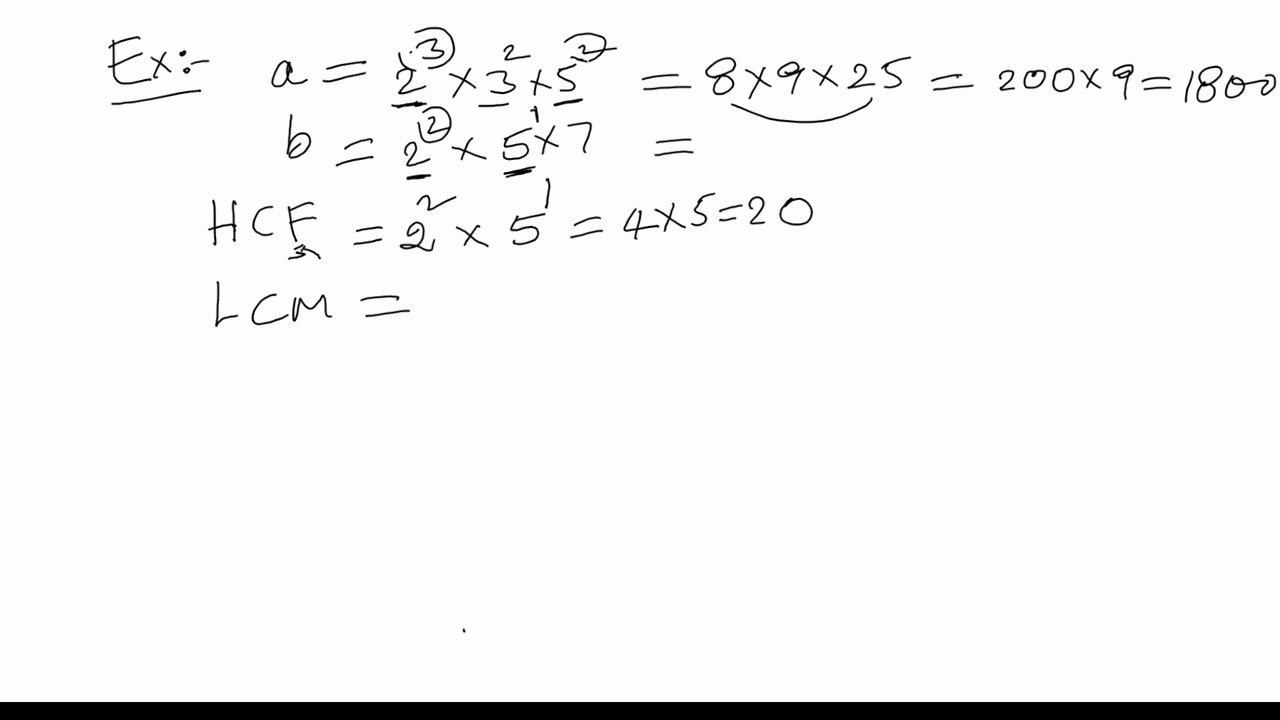 Ex:- a = 2³ × 3² × 5² = 8×9×25 = 200×9 = 1800
b = 2² × 5¹ × 7 =
HCF = 2² × 5¹ = 4×5=20
LCM =